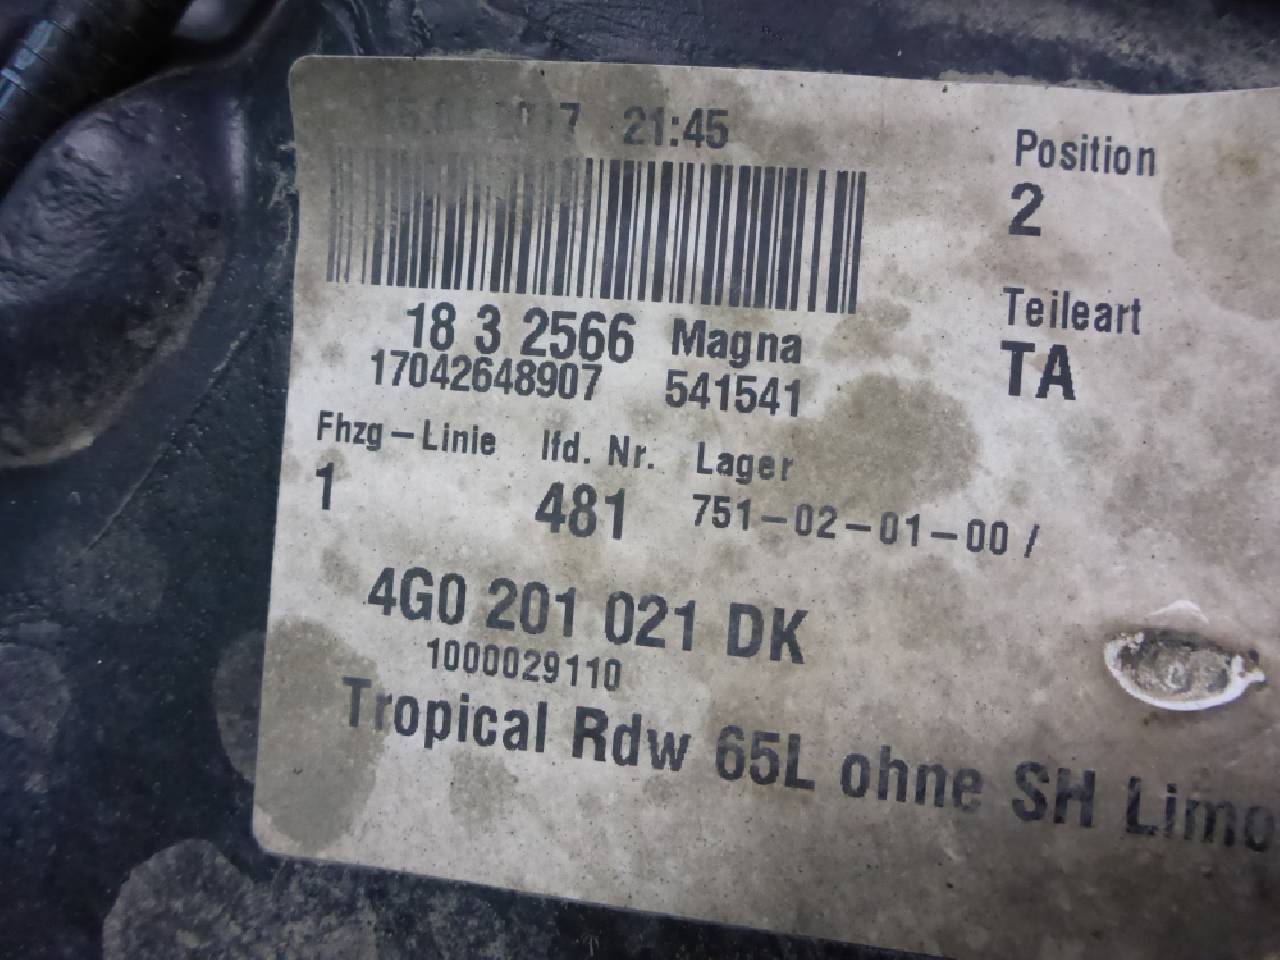 21:45
Position
2
18 3 2566 Magna
Teileart
17042648907 541541
TA
Fhzg-Linie lfd. Nr. Lager
1 481 751-02-01-00 /
4G0 201 021 DK
1000029110
Tropical Rdw 65L ohne SH Limo